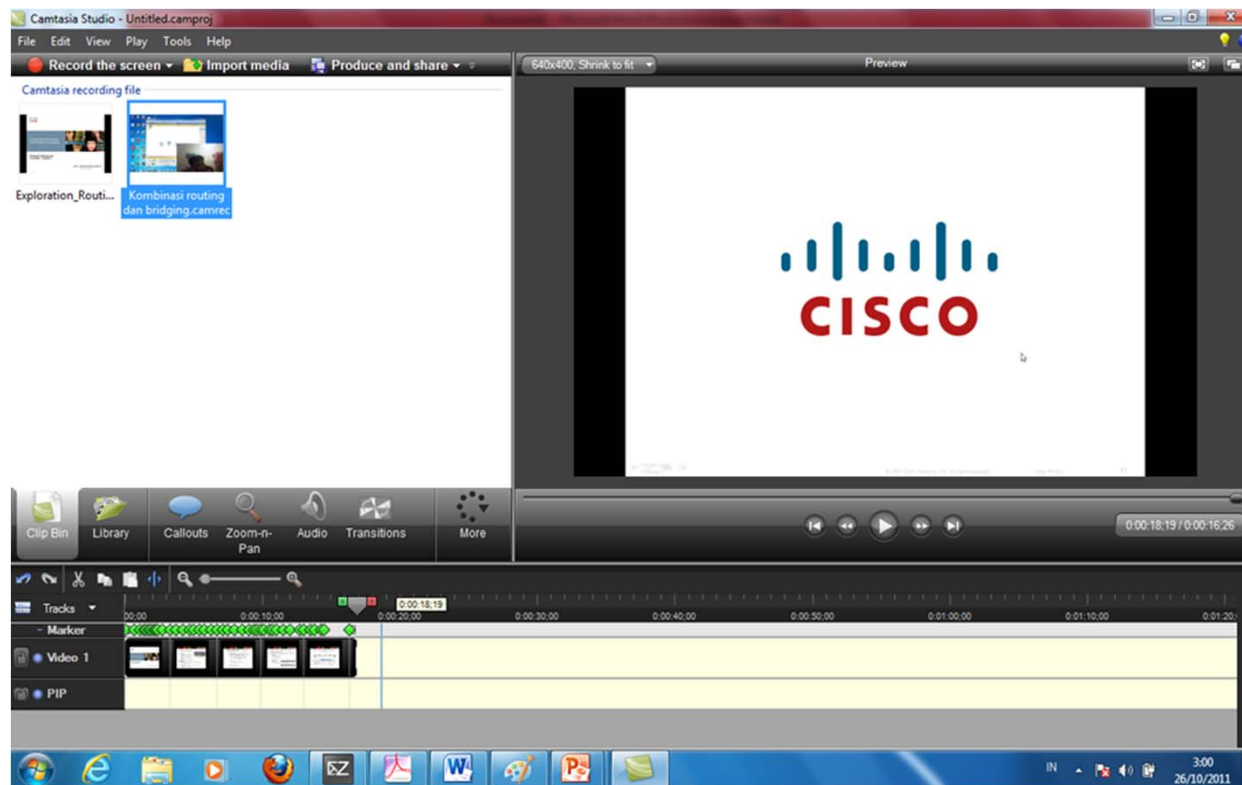 Camtasia Studio - Untitled.camproj
File Edit View Play Tools Help
Record the screen Import media Produce and share
640x400, Shrink to fit
Preview
Camtasia recording file
Exploration_Routi...
Kombinasi routing
dan bridging.camrec
CISCO
Clip Bin
Library
Callouts
Zoom-n-
Pan
Audio
Transitions
More
0:00:18;19 / 0:00:16;26
Tracks
0:00:18;19
00;00 0:00:10;00 0:00:20;00 0:00:30;00 0:00:40;00 0:00:50;00 0:01:00;00 0:01:10;00 0:01:20;
- Marker
Video 1
PIP
IN
3:00
26/10/2011